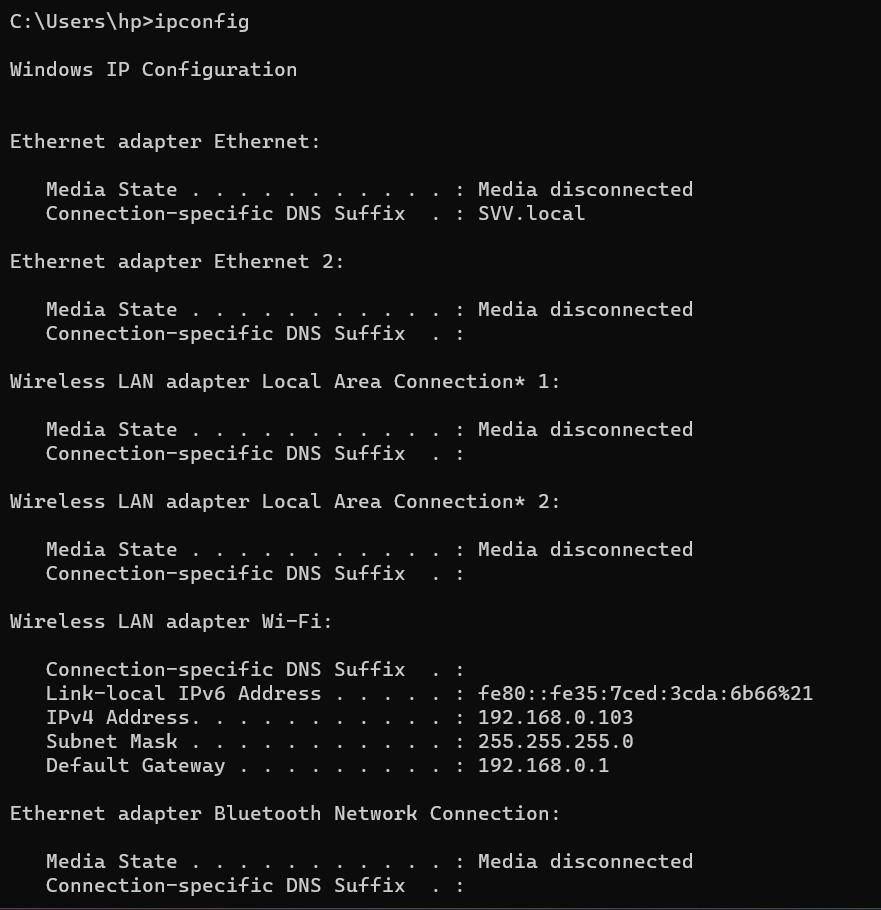 C:\Users\hp>ipconfig
Windows IP Configuration
Ethernet adapter Ethernet:
   Media State . . . . . . . . . . . : Media disconnected
   Connection-specific DNS Suffix  . : SVV.local
Ethernet adapter Ethernet 2:
   Media State . . . . . . . . . . . : Media disconnected
   Connection-specific DNS Suffix  . :
Wireless LAN adapter Local Area Connection* 1:
   Media State . . . . . . . . . . . : Media disconnected
   Connection-specific DNS Suffix  . :
Wireless LAN adapter Local Area Connection* 2:
   Media State . . . . . . . . . . . : Media disconnected
   Connection-specific DNS Suffix  . :
Wireless LAN adapter Wi-Fi:
   Connection-specific DNS Suffix  . :
   Link-local IPv6 Address . . . . . : fe80::fe35:7ced:3cda:6b66%21
   IPv4 Address. . . . . . . . . . . : 192.168.0.103
   Subnet Mask . . . . . . . . . . . : 255.255.255.0
   Default Gateway . . . . . . . . . : 192.168.0.1
Ethernet adapter Bluetooth Network Connection:
   Media State . . . . . . . . . . . : Media disconnected
   Connection-specific DNS Suffix  . :